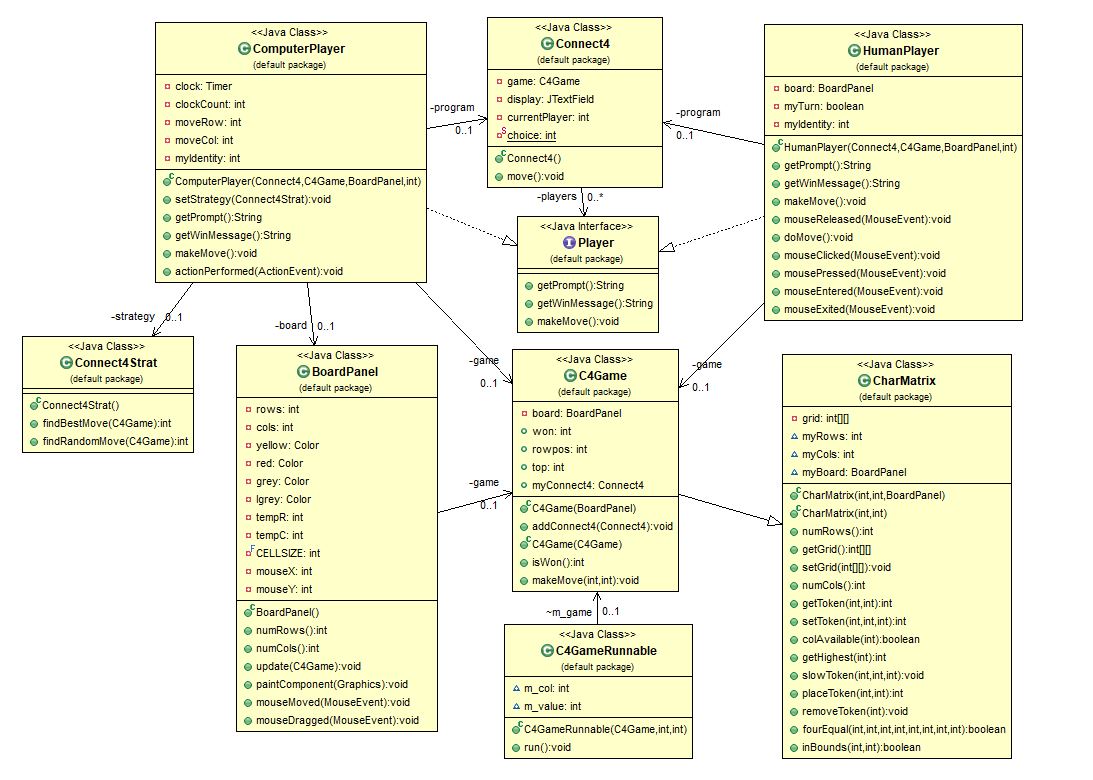 <<Java Class>>
ComputerPlayer
(default package)
clock: Timer
clockCount: int
moveRow: int
moveCol: int
myIdentity: int
ComputerPlayer(Connect4,C4Game,BoardPanel,int)
setStrategy(Connect4Strat):void
getPrompt():String
getWinMessage():String
makeMove():void
actionPerformed(ActionEvent):void
-program
0..1
<<Java Class>>
Connect4
(default package)
game: C4Game
display: JTextField
currentPlayer: int
choice: int
Connect4()
move():void
-program
0..1
<<Java Class>>
HumanPlayer
(default package)
board: BoardPanel
myTurn: boolean
myIdentity: int
HumanPlayer(Connect4,C4Game,BoardPanel,int)
getPrompt():String
getWinMessage():String
makeMove():void
mouseReleased(MouseEvent):void
doMove():void
mouseClicked(MouseEvent):void
mousePressed(MouseEvent):void
mouseEntered(MouseEvent):void
mouseExited(MouseEvent):void
-players
0..*
<<Java Interface>>
Player
(default package)
getPrompt():String
getWinMessage():String
makeMove():void
-strategy
0..1
-board
0..1
-game
0..1
-game
0..1
<<Java Class>>
Connect4Strat
(default package)
Connect4Strat()
findBestMove(C4Game):int
findRandomMove(C4Game):int
<<Java Class>>
BoardPanel
(default package)
rows: int
cols: int
yellow: Color
red: Color
grey: Color
lgrey: Color
tempR: int
tempC: int
CELLSIZE: int
mouseX: int
mouseY: int
BoardPanel()
numRows():int
numCols():int
update(C4Game):void
paintComponent(Graphics):void
mouseMoved(MouseEvent):void
mouseDragged(MouseEvent):void
-game
0..1
<<Java Class>>
C4Game
(default package)
board: BoardPanel
won: int
rowpos: int
top: int
myConnect4: Connect4
C4Game(BoardPanel)
addConnect4(Connect4):void
C4Game(C4Game)
isWon():int
makeMove(int,int):void
~m_game
0..1
<<Java Class>>
C4GameRunnable
(default package)
m_col: int
m_value: int
C4GameRunnable(C4Game,int,int)
run():void
<<Java Class>>
CharMatrix
(default package)
grid: int[][]
myRows: int
myCols: int
myBoard: BoardPanel
CharMatrix(int,int,BoardPanel)
CharMatrix(int,int)
numRows():int
getGrid():int[][]
setGrid(int[][]):void
numCols():int
getToken(int,int):int
setToken(int,int,int):int
colAvailable(int):boolean
getHighest(int):int
slowToken(int,int,int):void
placeToken(int,int):int
removeToken(int):void
fourEqual(int,int,int,int,int,int,int,int):boolean
inBounds(int,int):boolean